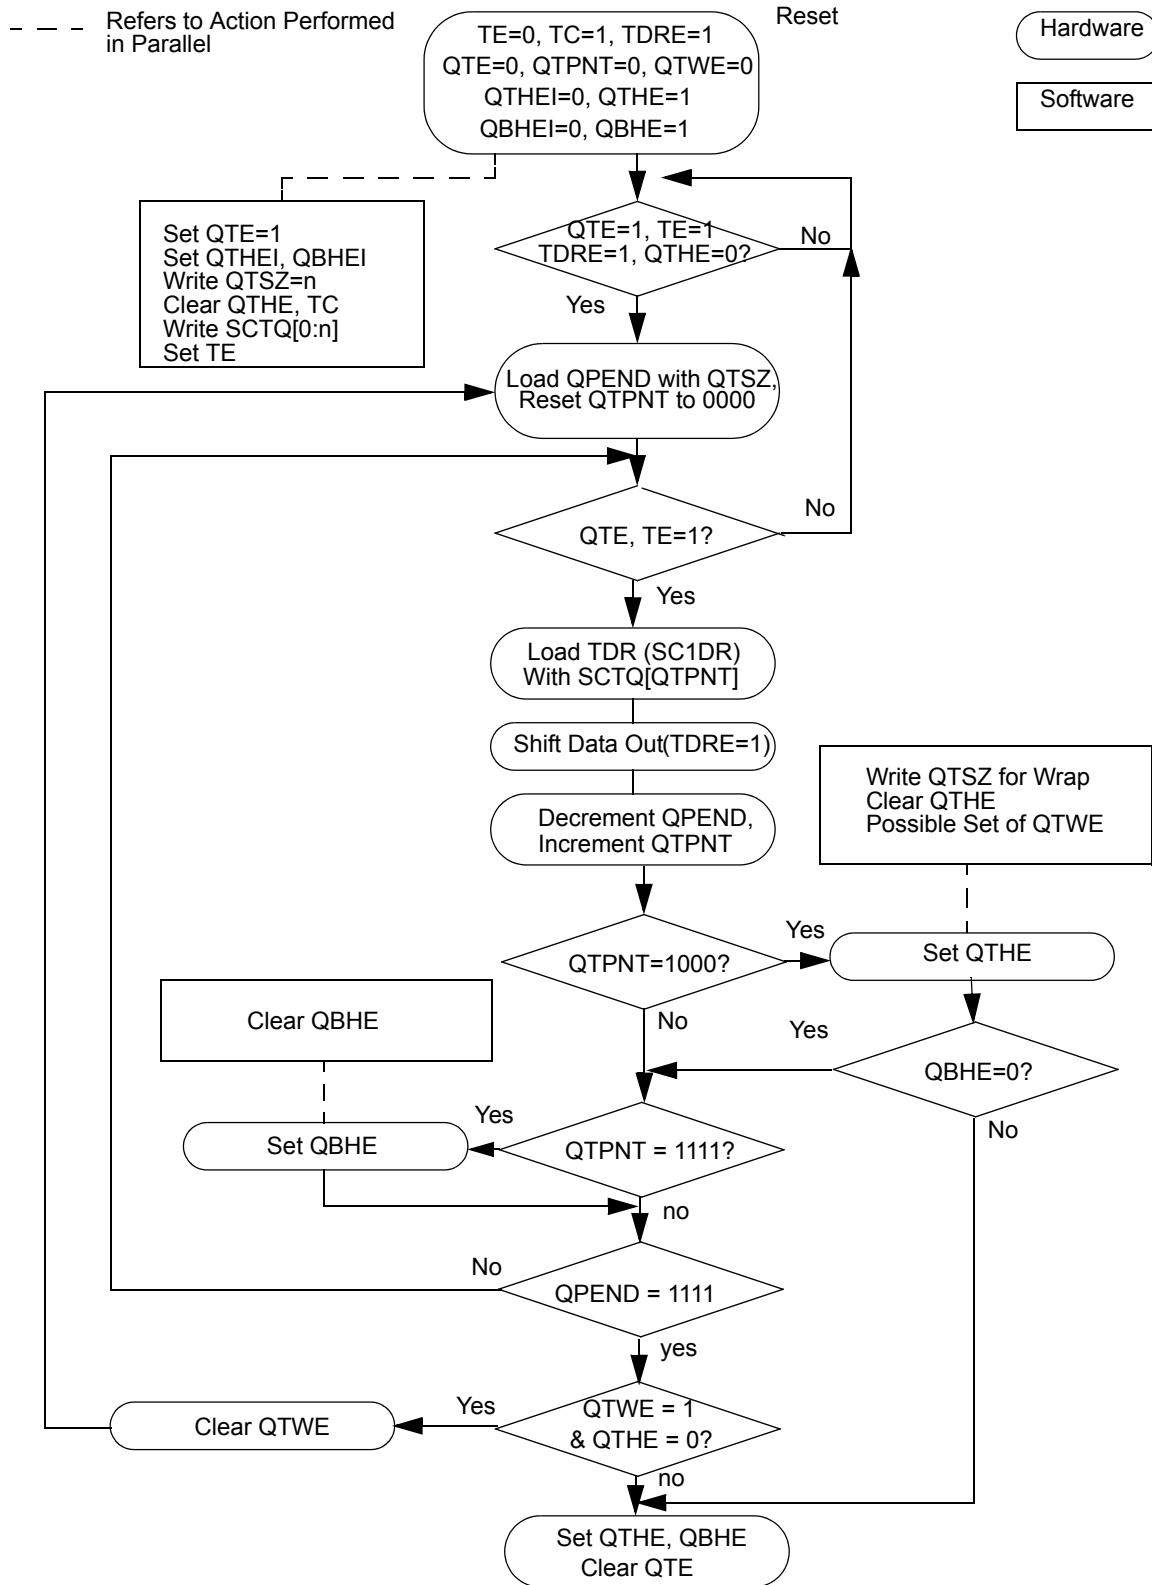 Refers to Action Performed
in Parallel
Reset
Hardware
Software
TE=0, TC=1, TDRE=1
QTE=0, QTPNT=0, QTWE=0
QTHEI=0, QTHE=1
QBHEI=0, QBHE=1
Set QTE=1
Set QTHEI, QBHEI
Write QTSZ=n
Clear QTHE, TC
Write SCTQ[0:n]
Set TE
QTE=1, TE=1
TDRE=1, QTHE=0?
No
Yes
Load QPEND with QTSZ,
Reset QTPNT to 0000
QTE, TE=1?
No
Yes
Load TDR (SC1DR)
With SCTQ[QTPNT]
Shift Data Out(TDRE=1)
Decrement QPEND,
Increment QTPNT
Write QTSZ for Wrap
Clear QTHE
Possible Set of QTWE
QTPNT=1000?
Yes
Set QTHE
No
Clear QBHE
Yes
QBHE=0?
No
Yes
Set QBHE
QTPNT = 1111?
no
No
QPEND = 1111
yes
Yes
Clear QTWE
QTWE = 1
& QTHE = 0?
no
Set QTHE, QBHE
Clear QTE